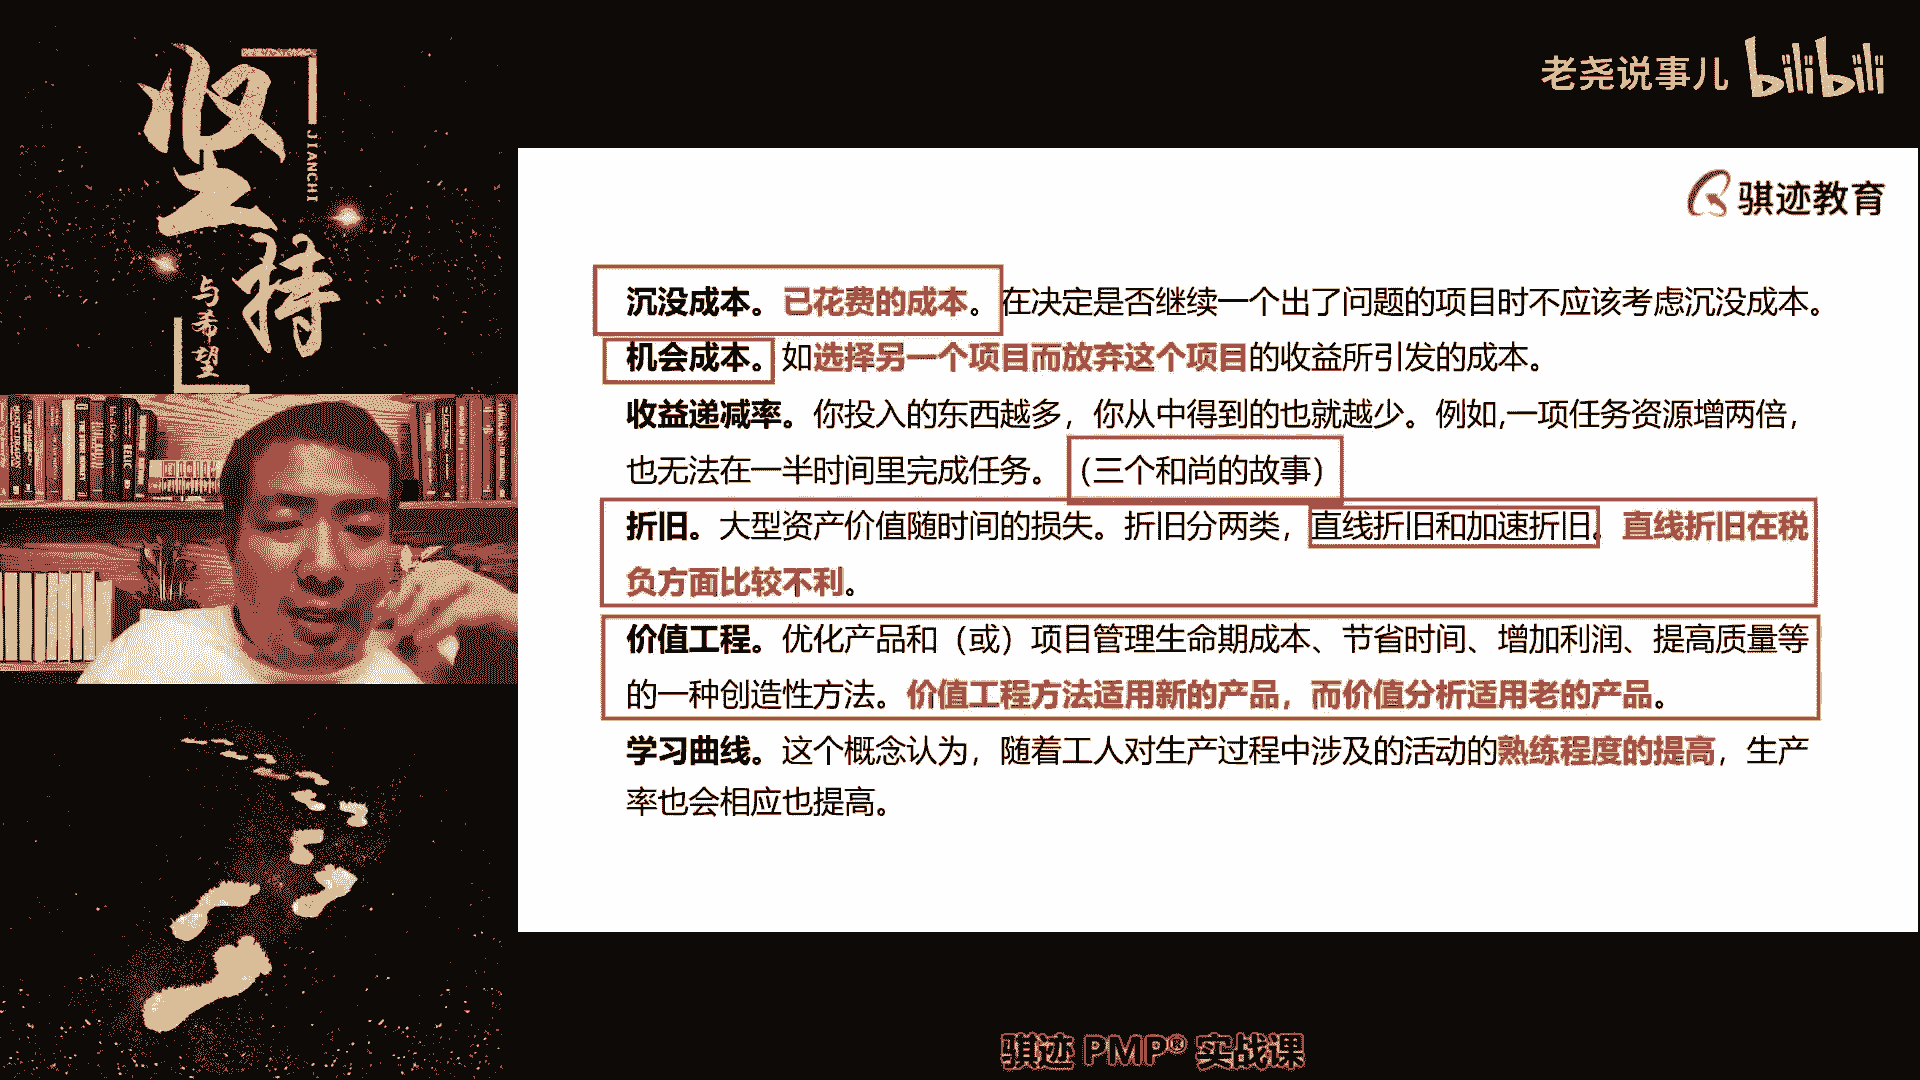 坚持
JIANCHI
与希望
老尧说事儿 bilibili
骐迹教育
沉没成本。已花费的成本。在决定是否继续一个出了问题的项目时不应该考虑沉没成本。
机会成本。如选择另一个项目而放弃这个项目的收益所引发的成本。
收益递减率。你投入的东西越多，你从中得到的也就越少。例如,一项任务资源增两倍，
也无法在一半时间里完成任务。（三个和尚的故事）
折旧。大型资产价值随时间的损失。折旧分两类，直线折旧和加速折旧。直线折旧在税
负方面比较不利。
价值工程。优化产品和（或）项目管理生命期成本、节省时间、增加利润、提高质量等
的一种创造性方法。价值工程方法适用新的产品，而价值分析适用老的产品。
学习曲线。这个概念认为，随着工人对生产过程中涉及的活动的熟练程度的提高，生产
率也会相应也提高。
骐迹 PMP® 实战课